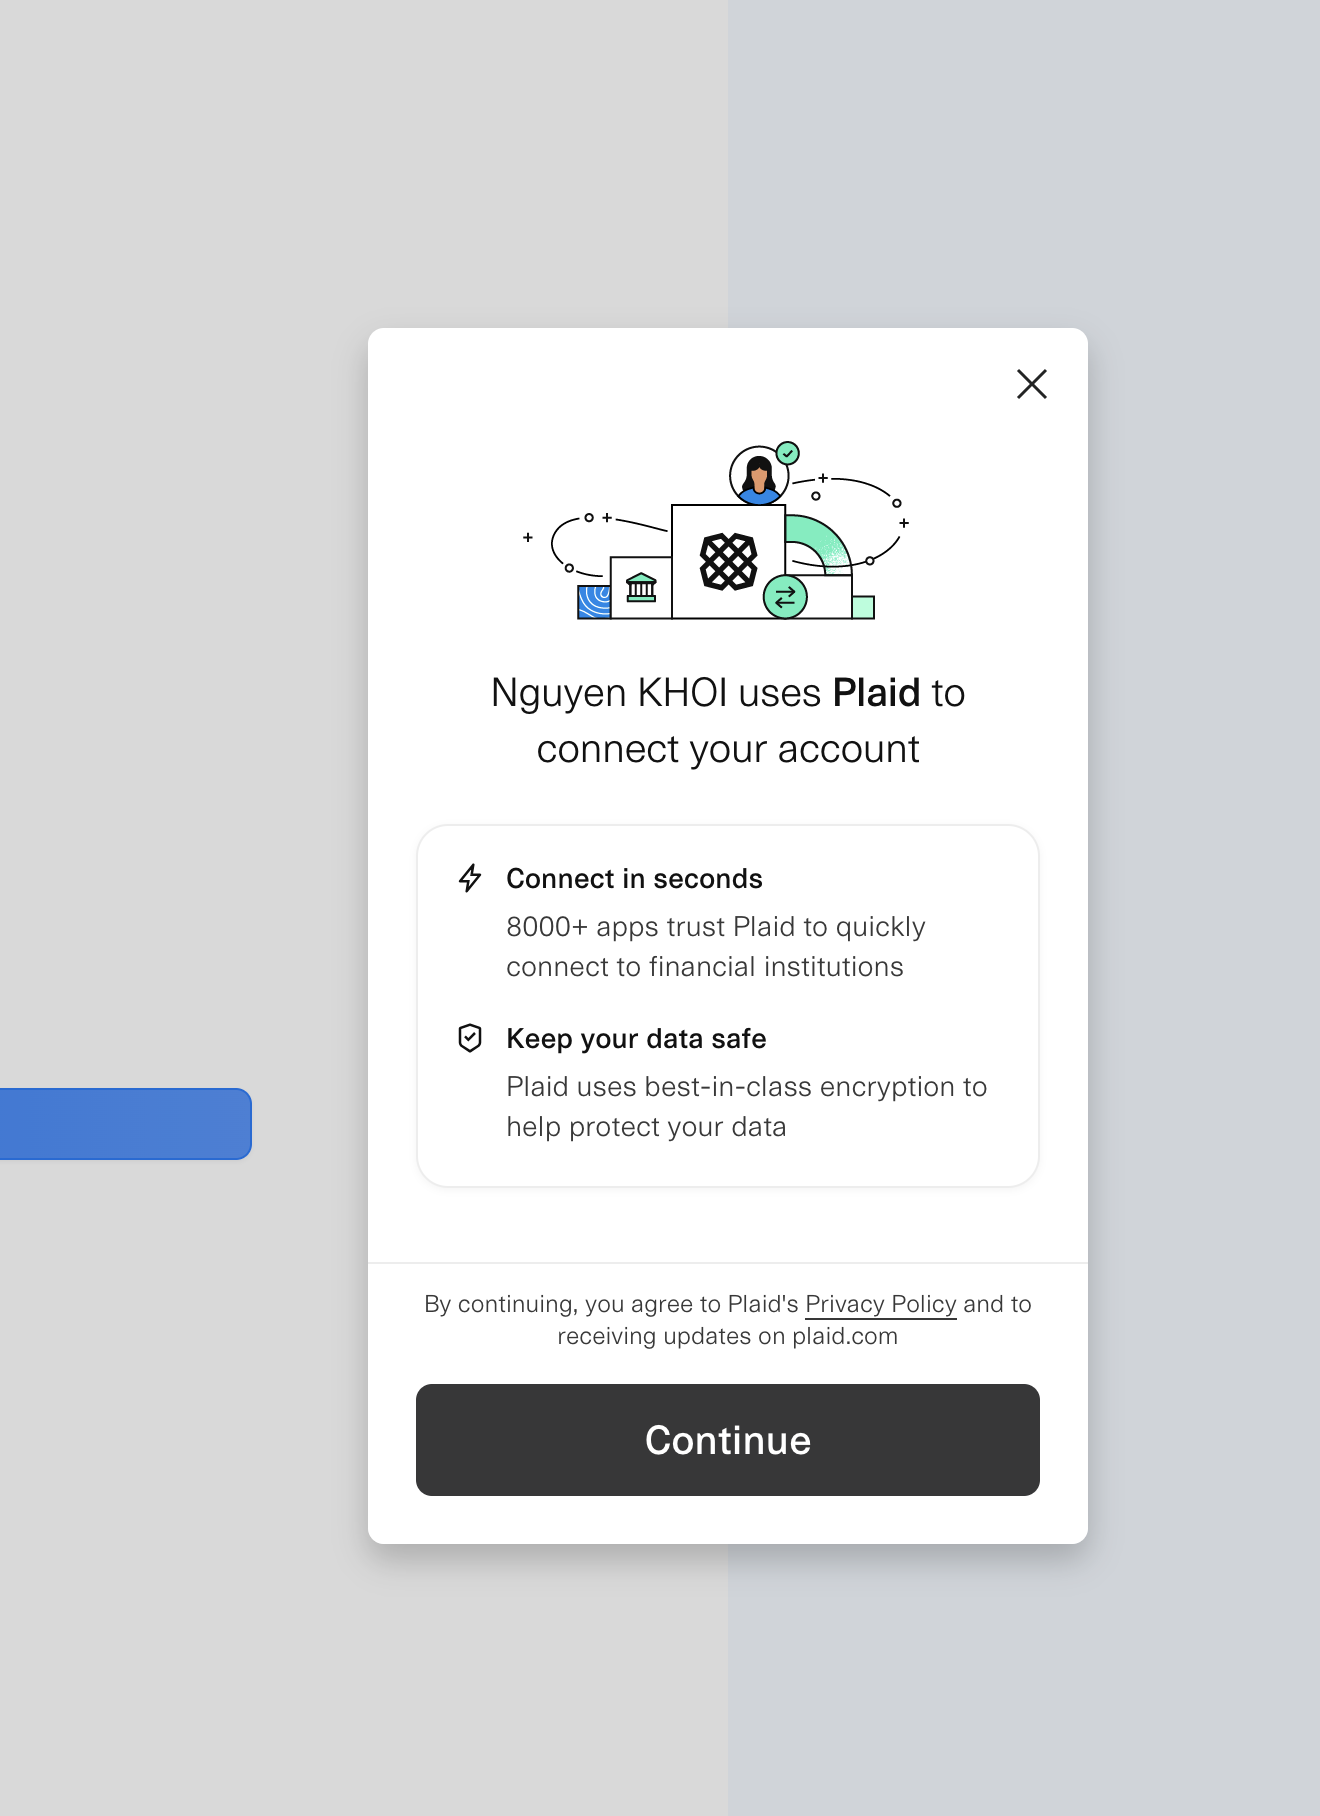 Nguyen KHOI uses Plaid to
connect your account
Connect in seconds
8000+ apps trust Plaid to quickly
connect to financial institutions
Keep your data safe
Plaid uses best-in-class encryption to
help protect your data
By continuing, you agree to Plaid's Privacy Policy and to
receiving updates on plaid.com
Continue